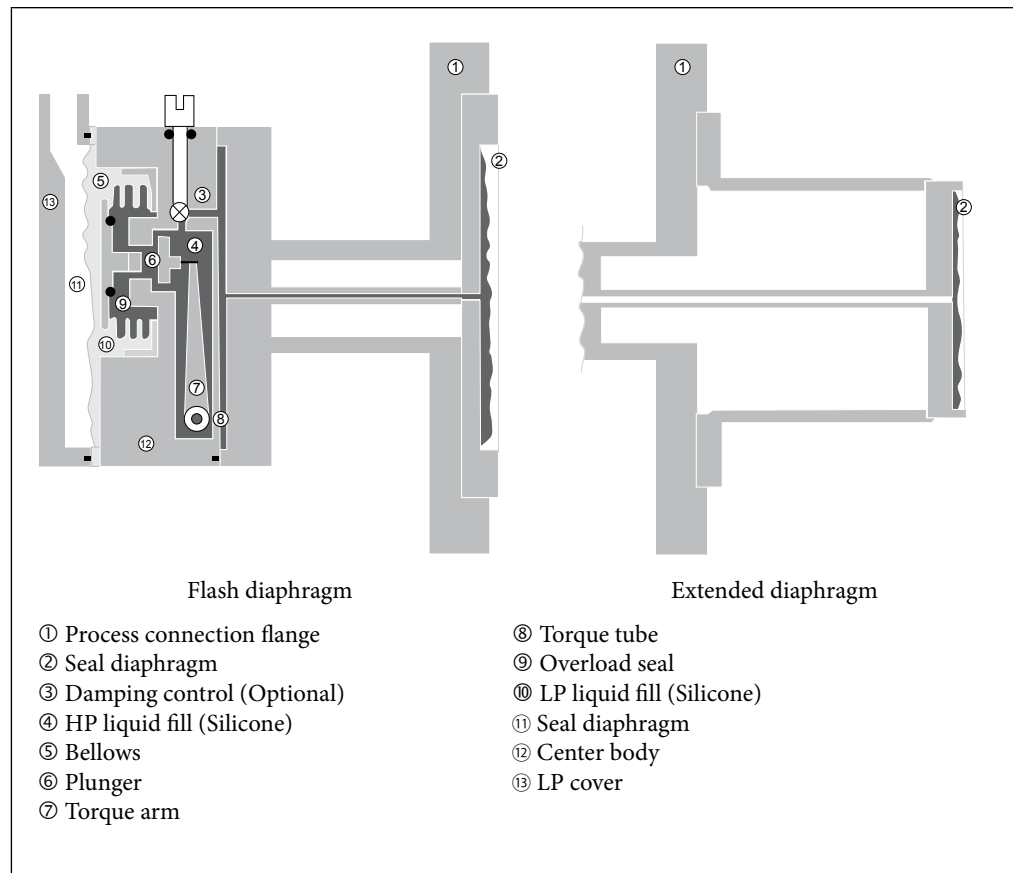 ①
①
②
⑤
③
⑬
②
④
⑥
⑪
⑨
⑩
⑦
⑧
⑫
Flash diaphragm
Extended diaphragm
① Process connection flange
② Seal diaphragm
③ Damping control (Optional)
④ HP liquid fill (Silicone)
⑤ Bellows
⑥ Plunger
⑦ Torque arm
⑧ Torque tube
⑨ Overload seal
⑩ LP liquid fill (Silicone)
⑪ Seal diaphragm
⑫ Center body
⑬ LP cover